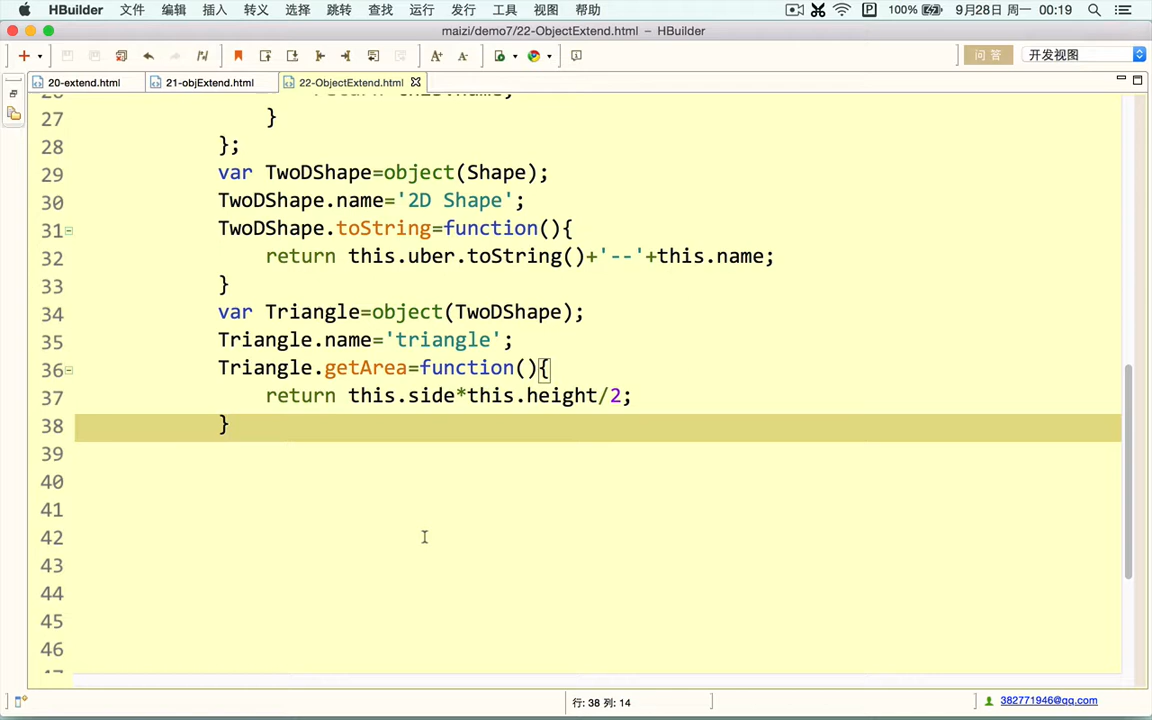 HBuilder 文件 编辑 插入 转义 选择 跳转 查找 运行 发行 工具 视图 帮助 100% 9月28日 周一 00:19
maizi/demo7/22-ObjectExtend.html — HBuilder
问 答 开发视图
20-extend.html 21-objExtend.html 22-ObjectExtend.html
27 }
28 };
29 var TwoDShape=object(Shape);
30 TwoDShape.name='2D Shape';
31 TwoDShape.toString=function(){
32 return this.uber.toString()+'--'+this.name;
33 }
34 var Triangle=object(TwoDShape);
35 Triangle.name='triangle';
36 Triangle.getArea=function(){
37 return this.side*this.height/2;
38 }
39
40
41
42
43
44
45
46
行: 38 列: 14 382771946@qq.com